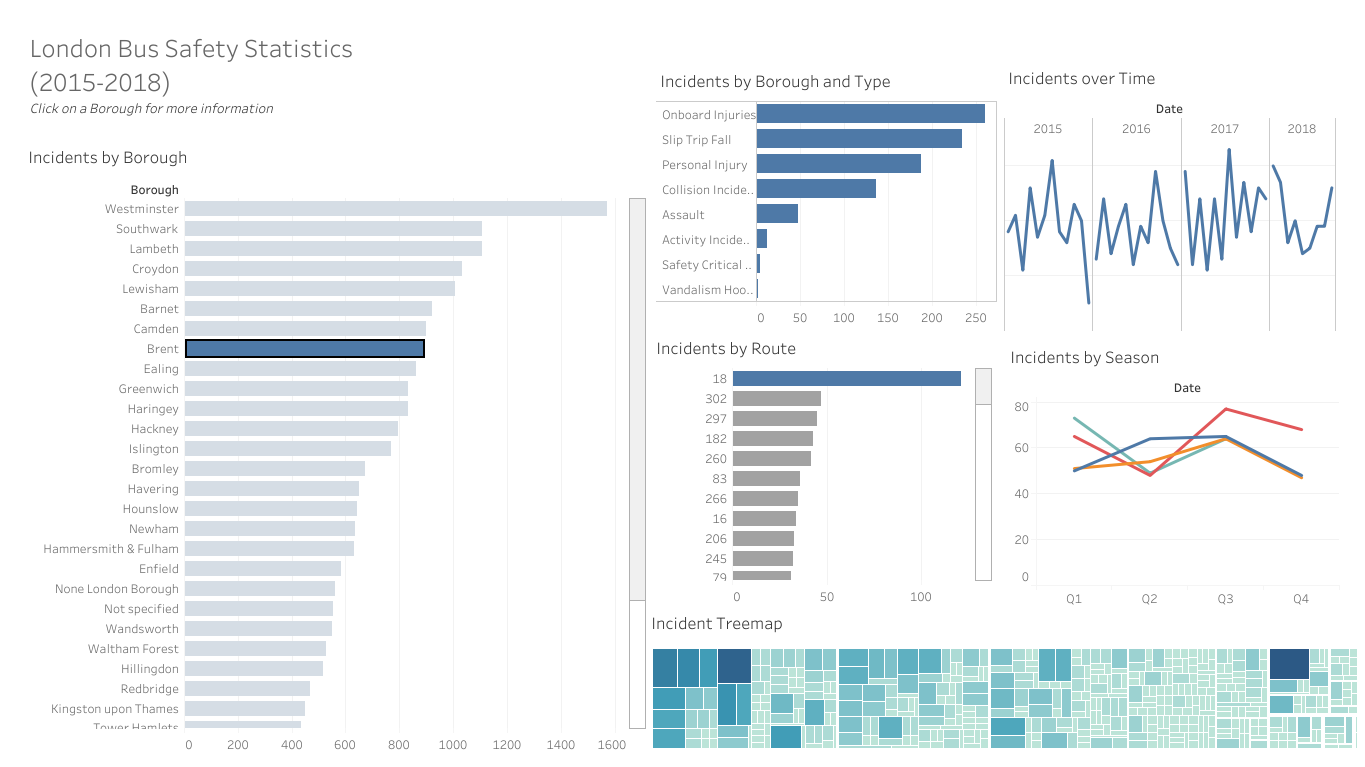 London Bus Safety Statistics
(2015-2018)
Click on a Borough for more information
Incidents by Borough
Borough
Westminster
Southwark
Lambeth
Croydon
Lewisham
Barnet
Camden
Brent
Ealing
Greenwich
Haringey
Hackney
Islington
Bromley
Havering
Hounslow
Newham
Hammersmith & Fulham
Enfield
None London Borough
Not specified
Wandsworth
Waltham Forest
Hillingdon
Redbridge
Kingston upon Thames
Tower Hamlets
0 200 400 600 800 1000 1200 1400 1600
Incidents by Borough and Type
Onboard Injuries
Slip Trip Fall
Personal Injury
Collision Incide..
Assault
Activity Incide..
Safety Critical ..
Vandalism Hoo..
0 50 100 150 200 250
Incidents over Time
Date
2015 2016 2017 2018
Incidents by Route
18
302
297
182
260
83
266
16
206
245
79
0 50 100
Incidents by Season
Date
80
60
40
20
0
Q1 Q2 Q3 Q4
Incident Treemap